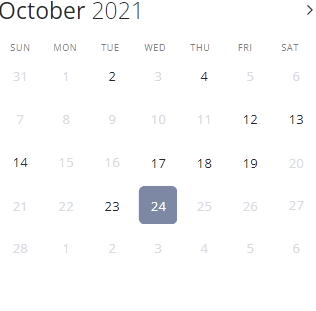 October 2021
SUN MON TUE WED THU FRI SAT
31 1 2 3 4 5 6
7 8 9 10 11 12 13
14 15 16 17 18 19 20
21 22 23 24 25 26 27
28 1 2 3 4 5 6